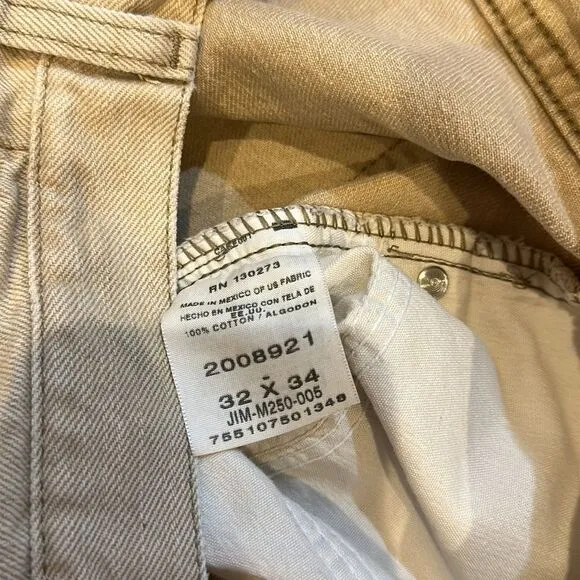 RN 130273
MADE IN MEXICO OF US FABRIC
HECHO EN MEXICO CON TELA DE
EE.UU.
100% COTTON / ALGODON
2008921
-
32 X 34
JIM-M250-005
755107501348